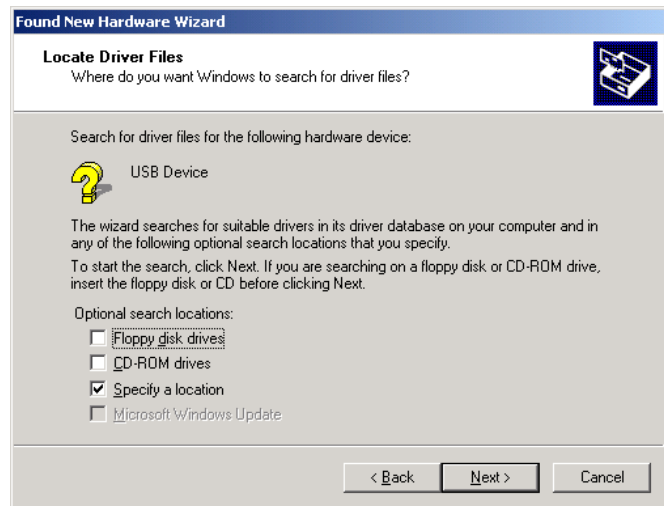 Found New Hardware Wizard
Locate Driver Files
Where do you want Windows to search for driver files?
Search for driver files for the following hardware device:
USB Device
The wizard searches for suitable drivers in its driver database on your computer and in
any of the following optional search locations that you specify.
To start the search, click Next. If you are searching on a floppy disk or CD-ROM drive,
insert the floppy disk or CD before clicking Next.
Optional search locations:
Floppy disk drives
CD-ROM drives
Specify a location
Microsoft Windows Update
< Back Next > Cancel